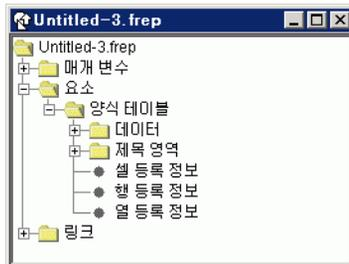 Untitled-3.frep
Untitled-3.frep
매개 변수
요소
양식 테이블
데이터
제목 영역
셀 등록 정보
행 등록 정보
열 등록 정보
링크